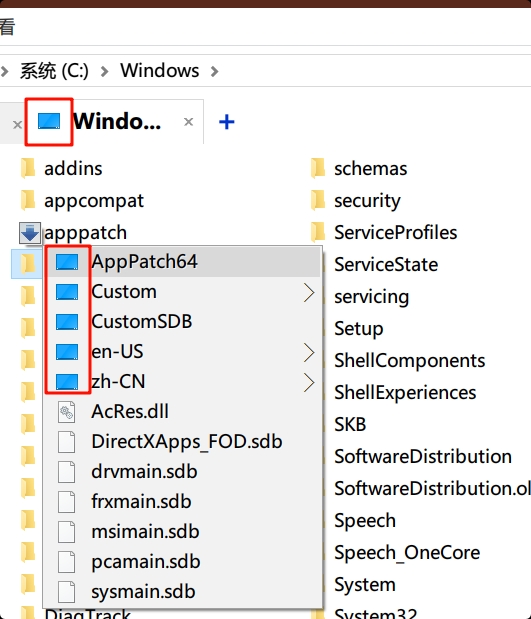 看
系统 (C:) Windows
Windo...
addins
appcompat
apppatch
AppPatch64
Custom
CustomSDB
en-US
zh-CN
AcRes.dll
DirectXApps_FOD.sdb
drvmain.sdb
frxmain.sdb
msimain.sdb
pcamain.sdb
sysmain.sdb
DiagTrack
schemas
security
ServiceProfiles
ServiceState
servicing
Setup
ShellComponents
ShellExperiences
SKB
SoftwareDistribution
SoftwareDistribution.ol
Speech
Speech_OneCore
System
System32